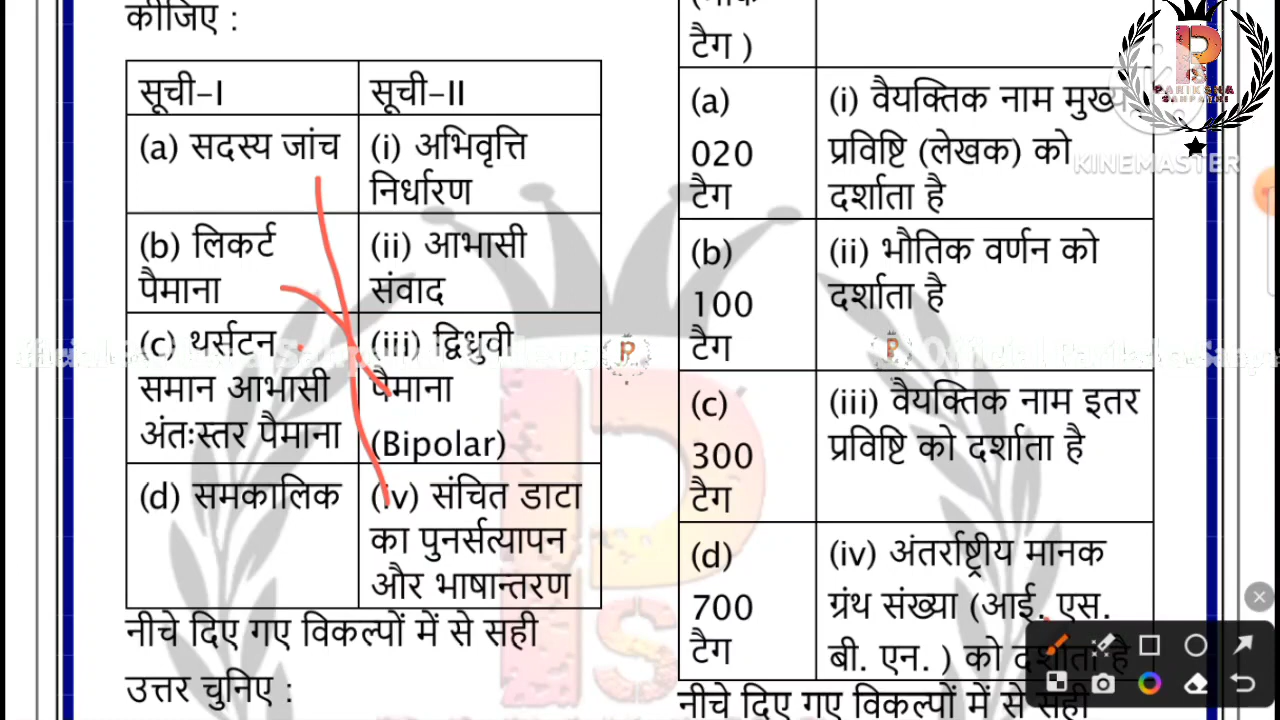 कीजिए :
सूची–I सूची–II
(a) सदस्य जांच (i) अभिवृत्ति
निर्धारण
(b) लिकर्ट (ii) आभासी
पैमाना संवाद
(c) थर्सटन (iii) द्विधुवी
समान आभासी पैमाना
अंतःस्तर पैमाना (Bipolar)
(d) समकालिक (iv) संचित डाटा
का पुनर्सत्यापन
और भाषान्तरण
नीचे दिए गए विकल्पों में से सही
उत्तर चुनिए :
टैग )
(a) (i) वैयक्तिक नाम मुख्य
020 प्रविष्टि (लेखक) को
टैग दर्शाता है
(b) (ii) भौतिक वर्णन को
100 दर्शाता है
टैग
(c) (iii) वैयक्तिक नाम इतर
300 प्रविष्टि को दर्शाता है
टैग
(d) (iv) अंतर्राष्ट्रीय मानक
700 ग्रंथ संख्या (आई. एस.
टैग बी. एन. ) को दर्शाता है
नीचे दिए गए विकल्पों में से सही
PARIKSHA
SANPATHI
KINEMASTER